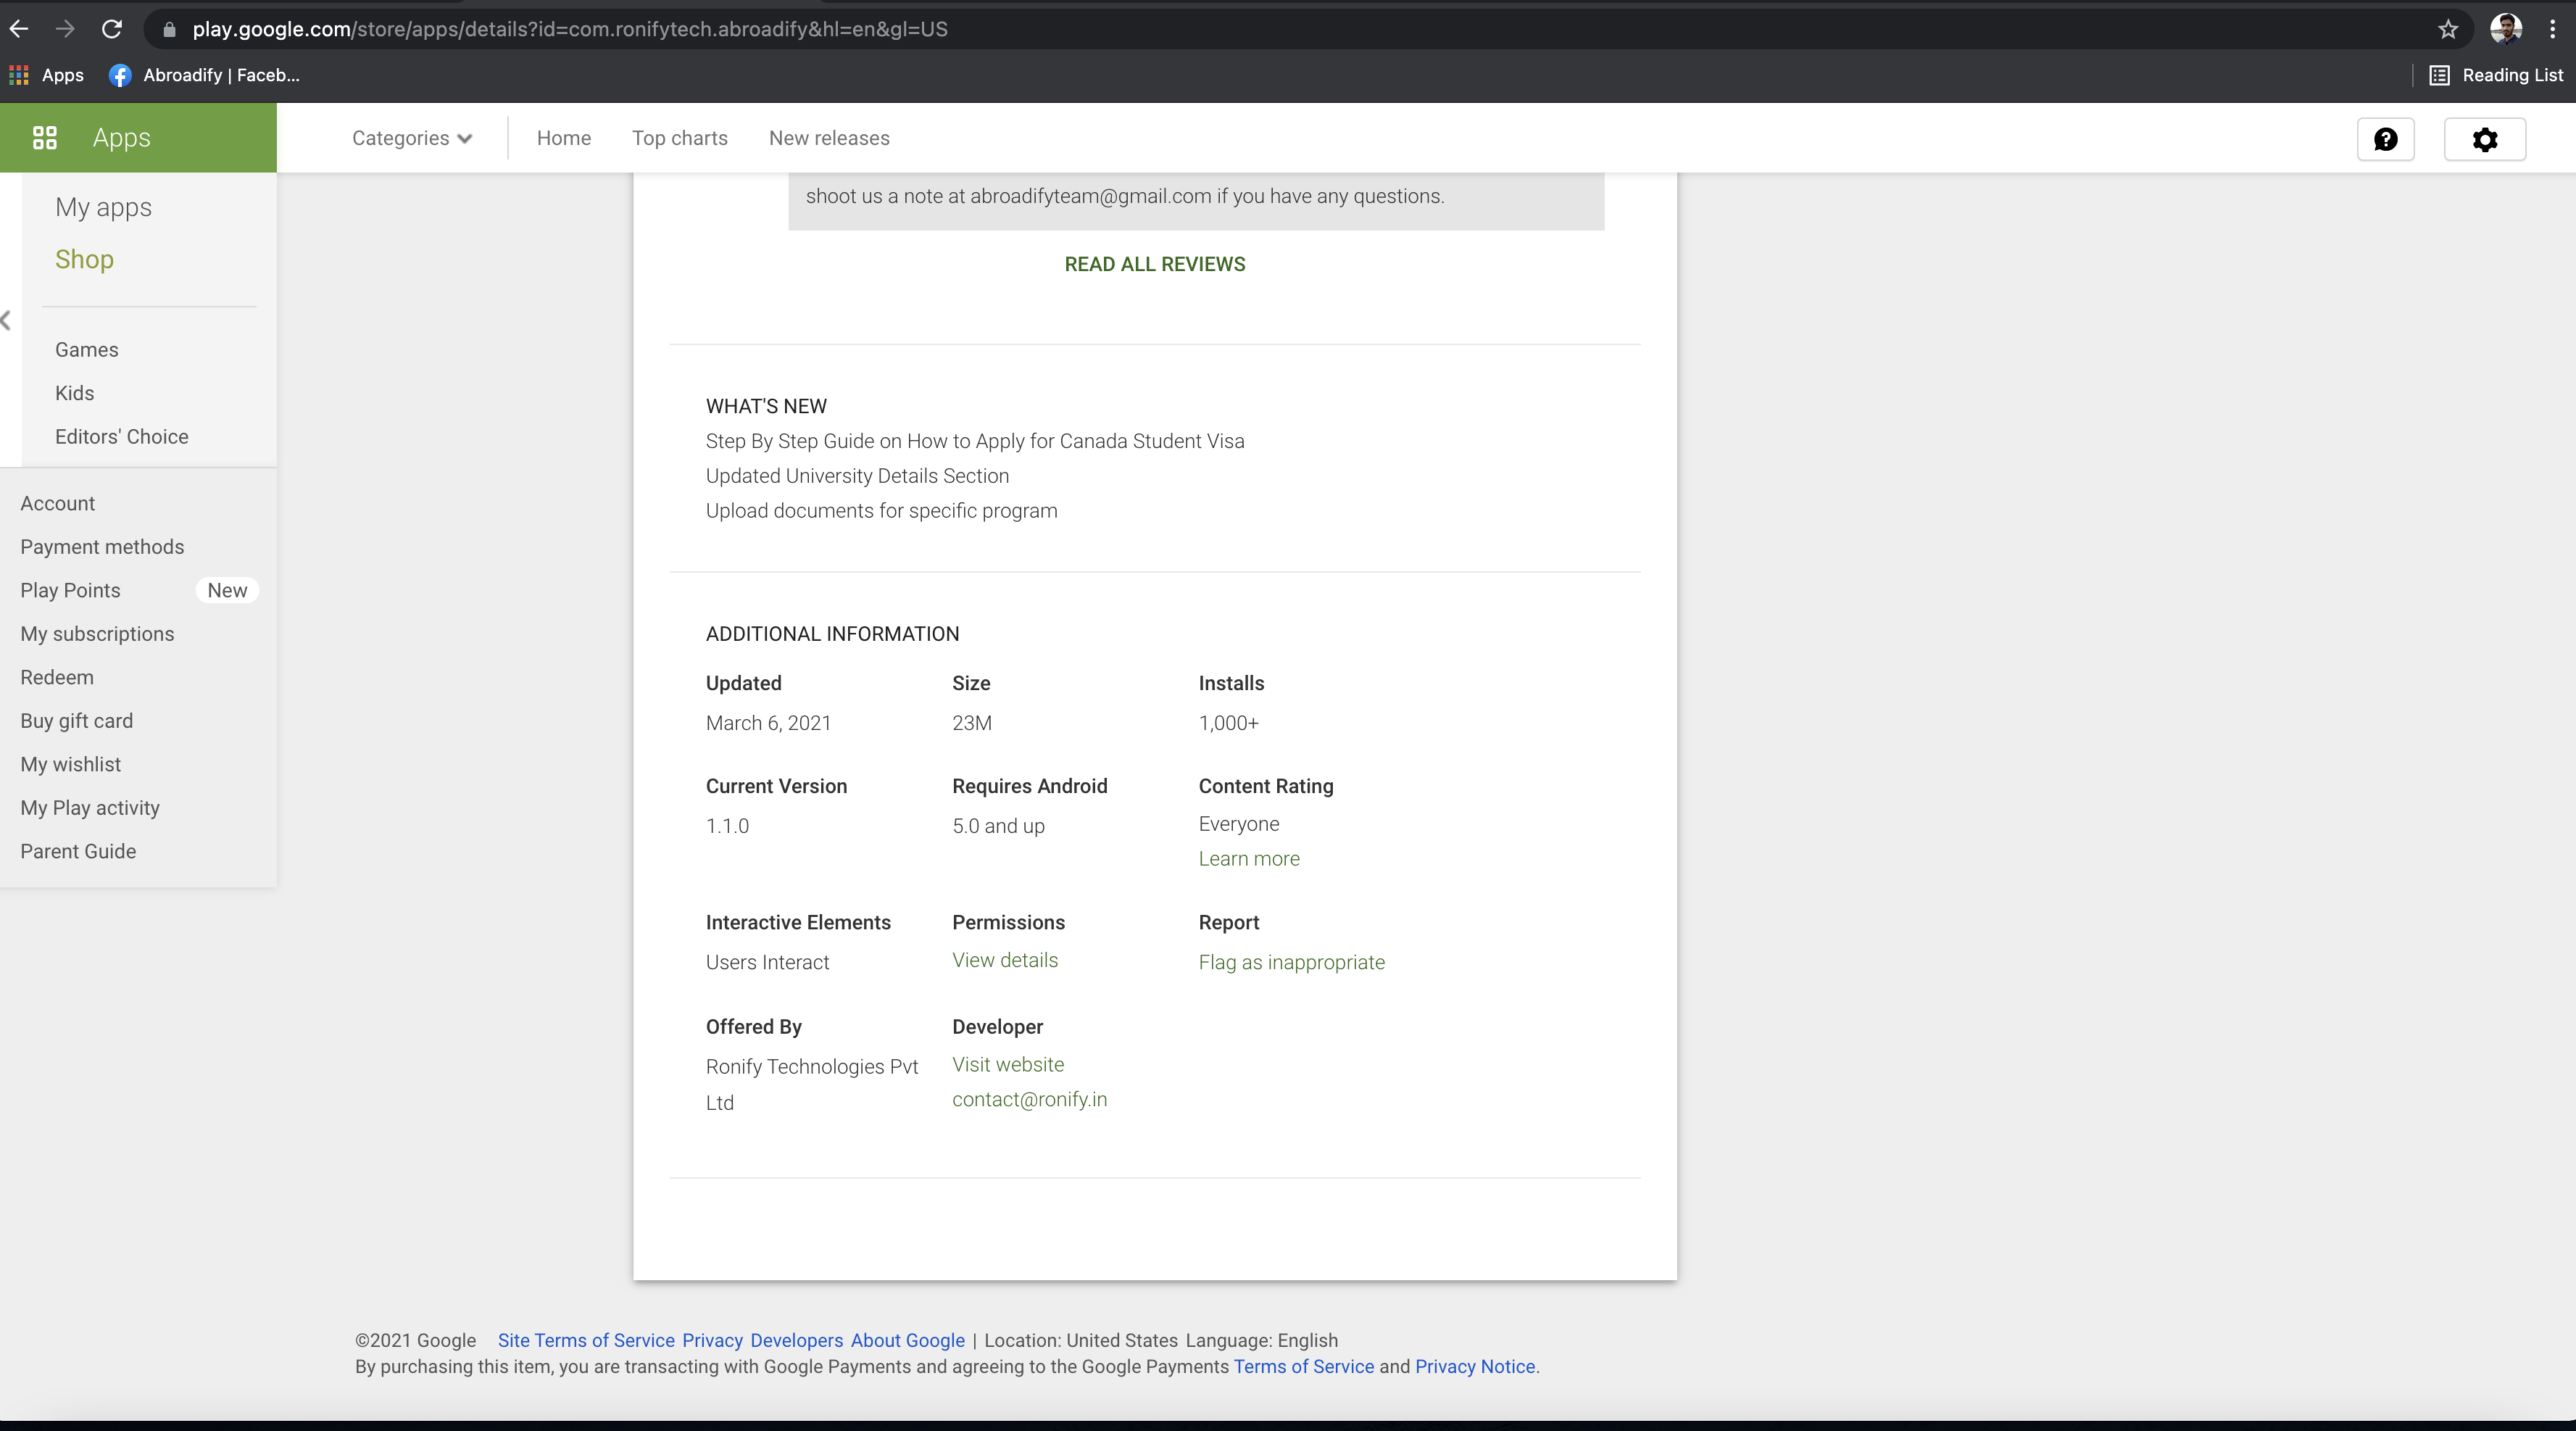 play.google.com/store/apps/details?id=com.ronifytech.abroadify&hl=en&gl=US
Apps
Abroadify | Faceb...
Reading List
Apps
Categories
Home
Top charts
New releases
My apps
Shop
Games
Kids
Editors' Choice
Account
Payment methods
Play Points
New
My subscriptions
Redeem
Buy gift card
My wishlist
My Play activity
Parent Guide
shoot us a note at abroadifyteam@gmail.com if you have any questions.
READ ALL REVIEWS
WHAT'S NEW
Step By Step Guide on How to Apply for Canada Student Visa
Updated University Details Section
Upload documents for specific program
ADDITIONAL INFORMATION
Updated
March 6, 2021
Size
23M
Installs
1,000+
Current Version
1.1.0
Requires Android
5.0 and up
Content Rating
Everyone
Learn more
Interactive Elements
Users Interact
Permissions
View details
Report
Flag as inappropriate
Offered By
Ronify Technologies Pvt
Ltd
Developer
Visit website
contact@ronify.in
©2021 Google Site Terms of Service Privacy Developers About Google | Location: United States Language: English
By purchasing this item, you are transacting with Google Payments and agreeing to the Google Payments Terms of Service and Privacy Notice.